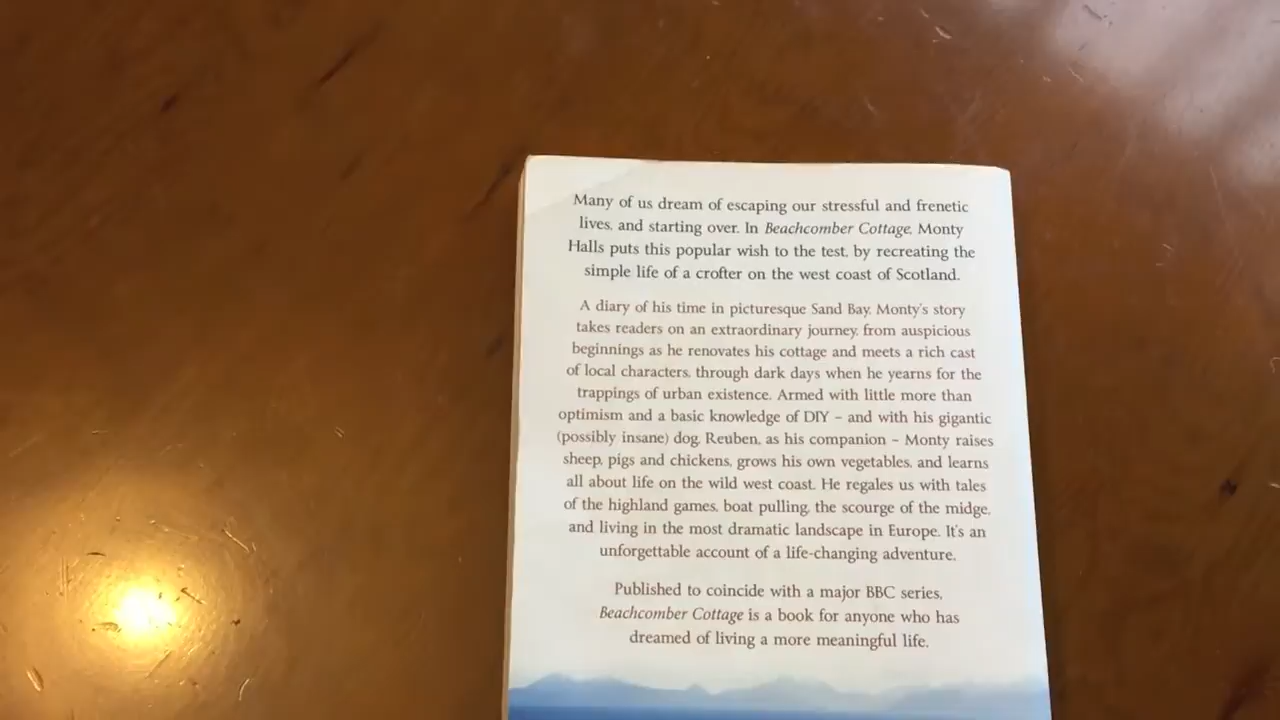 Many of us dream of escaping our stressful and frenetic
lives, and starting over. In Beachcomber Cottage, Monty
Halls puts this popular wish to the test, by recreating the
simple life of a crofter on the west coast of Scotland.
A diary of his time in picturesque Sand Bay, Monty's story
takes readers on an extraordinary journey, from auspicious
beginnings as he renovates his cottage and meets a rich cast
of local characters, through dark days when he yearns for the
trappings of urban existence. Armed with little more than
optimism and a basic knowledge of DIY – and with his gigantic
(possibly insane) dog, Reuben, as his companion – Monty raises
sheep, pigs and chickens, grows his own vegetables, and learns
all about life on the wild west coast. He regales us with tales
of the highland games, boat pulling, the scourge of the midge,
and living in the most dramatic landscape in Europe. It's an
unforgettable account of a life-changing adventure.
Published to coincide with a major BBC series,
Beachcomber Cottage is a book for anyone who has
dreamed of living a more meaningful life.